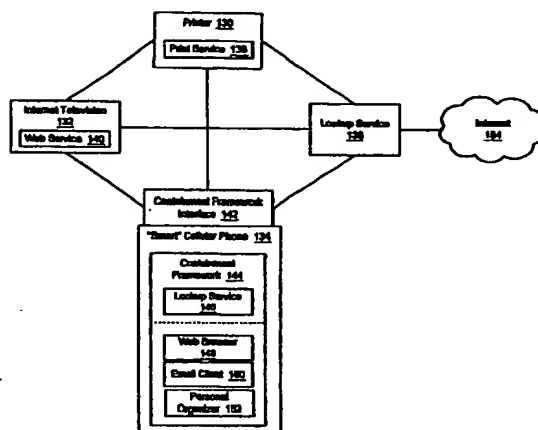 Printer 130
Print Service 138
Internet Television
132
Web Service 140
Lookup Service
136
Internet
184
Containment Framework
Interface 142
"Smart" Cellular Phone 134
Containment
Framework 144
Lookup Service
146
Web Browser
148
Email Client 150
Personal
Organizer 152